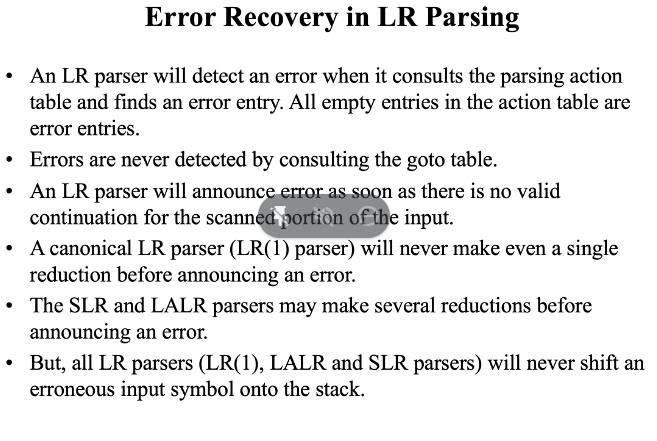 Error Recovery in LR Parsing
• An LR parser will detect an error when it consults the parsing action
table and finds an error entry. All empty entries in the action table are
error entries.
• Errors are never detected by consulting the goto table.
• An LR parser will announce error as soon as there is no valid
continuation for the scanned portion of the input.
• A canonical LR parser (LR(1) parser) will never make even a single
reduction before announcing an error.
• The SLR and LALR parsers may make several reductions before
announcing an error.
• But, all LR parsers (LR(1), LALR and SLR parsers) will never shift an
erroneous input symbol onto the stack.